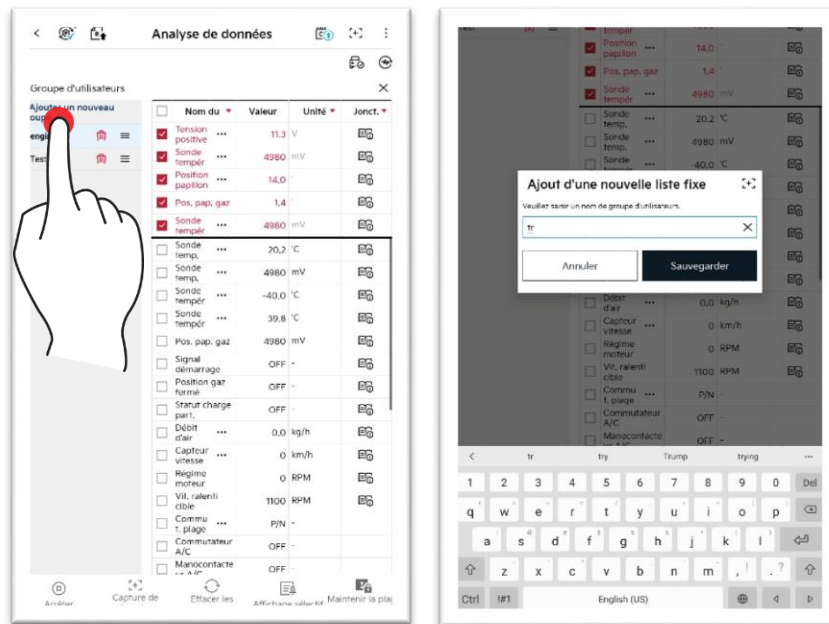 Analyse de données
Groupe d'utilisateurs
Ajouter un nouveau
Nom du Valeur Unité Jonct.
Tension positive ... 11.3 V
Sonde tempér ... 4980 mV
Position papillon ... 14,0
Pos, pap, gaz 1,4
Sonde tempér ... 4980 mV
Sonde temp, ... 20,2 °C
Sonde temp, ... 4980 mV
Sonde tempér ... -40,0 °C
Sonde tempér ... 39,8 °C
Pos. pap. gaz 4980 mV
Signal démarrage OFF -
Position gaz fermé OFF -
Statut charge part, OFF -
Débit d'air ... 0,0 kg/h
Capteur vitesse ... 0 km/h
Régime moteur 0 RPM
Vit, ralenti cible 1100 RPM
Commu t. plage ... P/N -
Commutateur A/C OFF -
Manocontacte OFF -
Arrêter
Capture de
Effacer les
Affichage sélectif
Maintenir la plag
tempér
Position papillon ... 14,0
Pos, pap, gaz 1,4
Sonde tempér 4980 mV
Sonde temp, ... 20,2 °C
Sonde temp. ... 4980 mV
Sonde ... -40,0 °C
Ajout d'une nouvelle liste fixe
Veuillez saisir un nom de groupe d'utilisateurs.
tr
Annuler Sauvegarder
Débit d'air 0,0 kg/h
Capteur vitesse ... 0 km/h
Régime moteur 0 RPM
Vit, ralenti cible 1100 RPM
Commu t. plage ... P/N -
Commutateur A/C OFF -
Manocontacte OFF -
tr try Trump trying ...
1 2 3 4 5 6 7 8 9 0 Del
q w e r t y u i o p
a s d f g h j k l
z x c v b n m , ! . ?
Ctrl !#1 English (US)